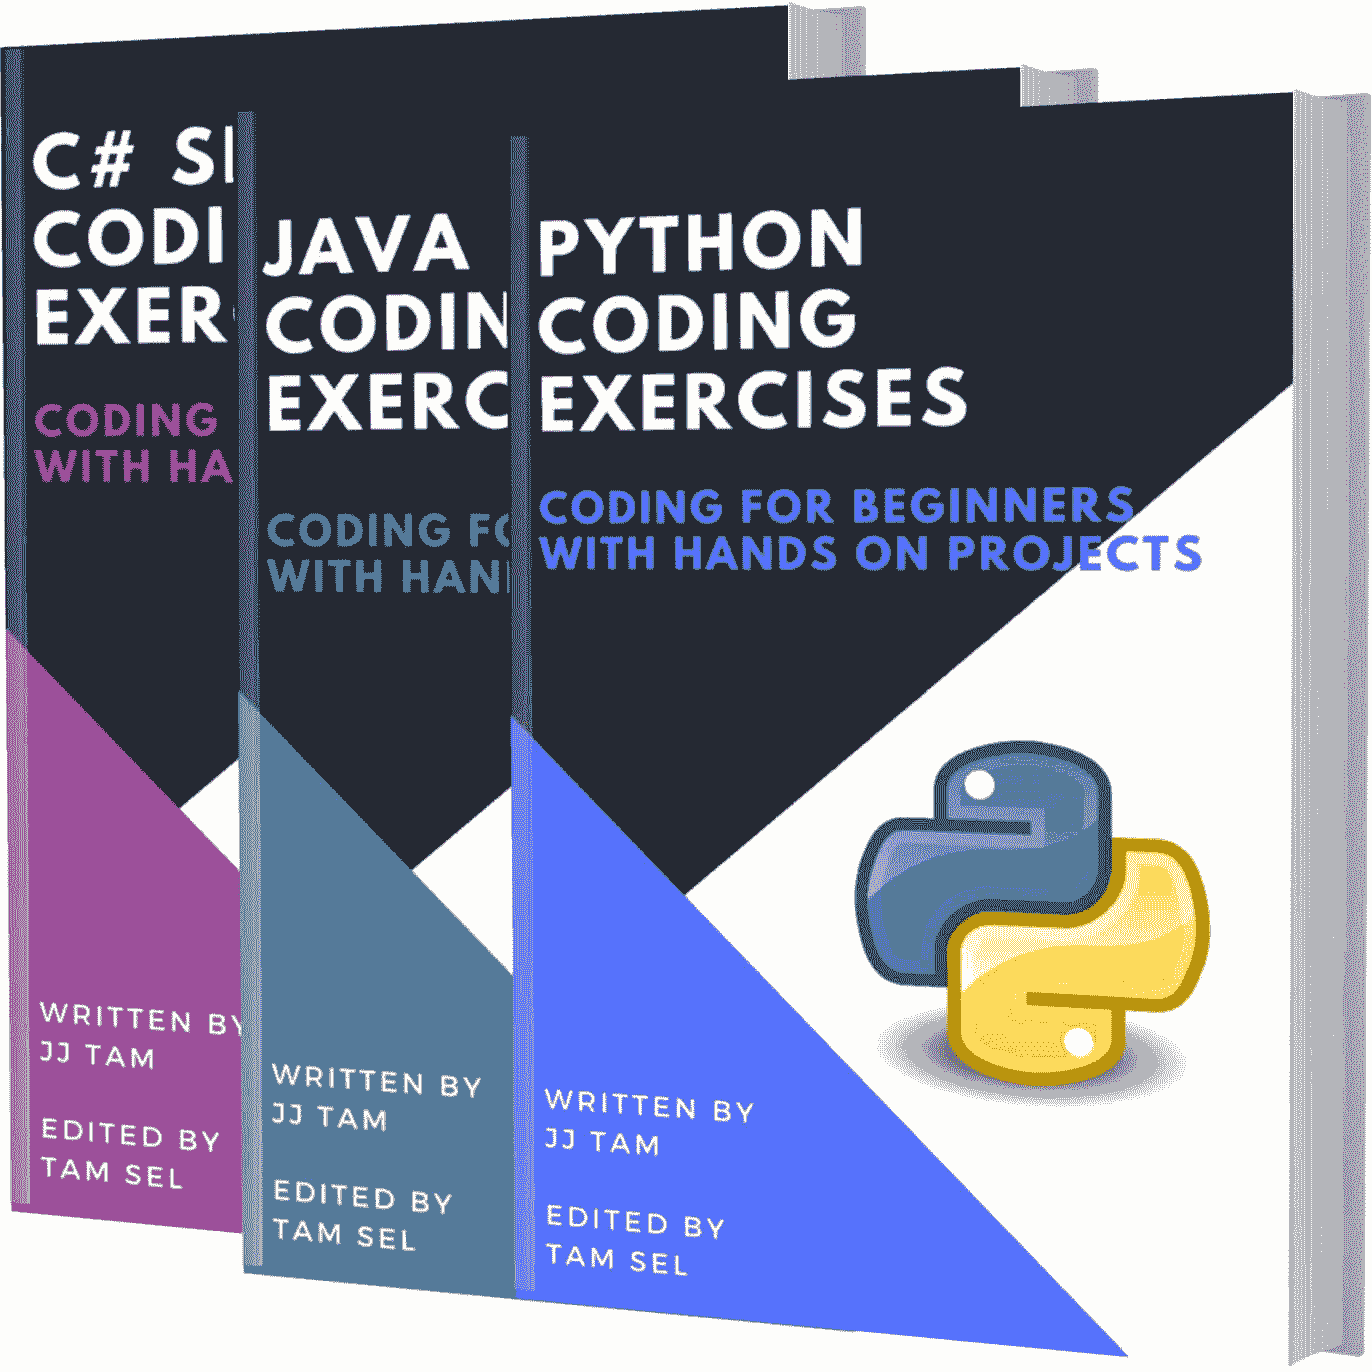 C#
CODI
EXER
CODING
WITH HA
WRITTEN BY
JJ TAM
EDITED BY
TAM SEL
JAVA
CODIN
EXERC
CODING FO
WITH HAN
WRITTEN BY
JJ TAM
EDITED BY
TAM SEL
PYTHON
CODING
EXERCISES
CODING FOR BEGINNERS
WITH HANDS ON PROJECTS
WRITTEN BY
JJ TAM
EDITED BY
TAM SEL